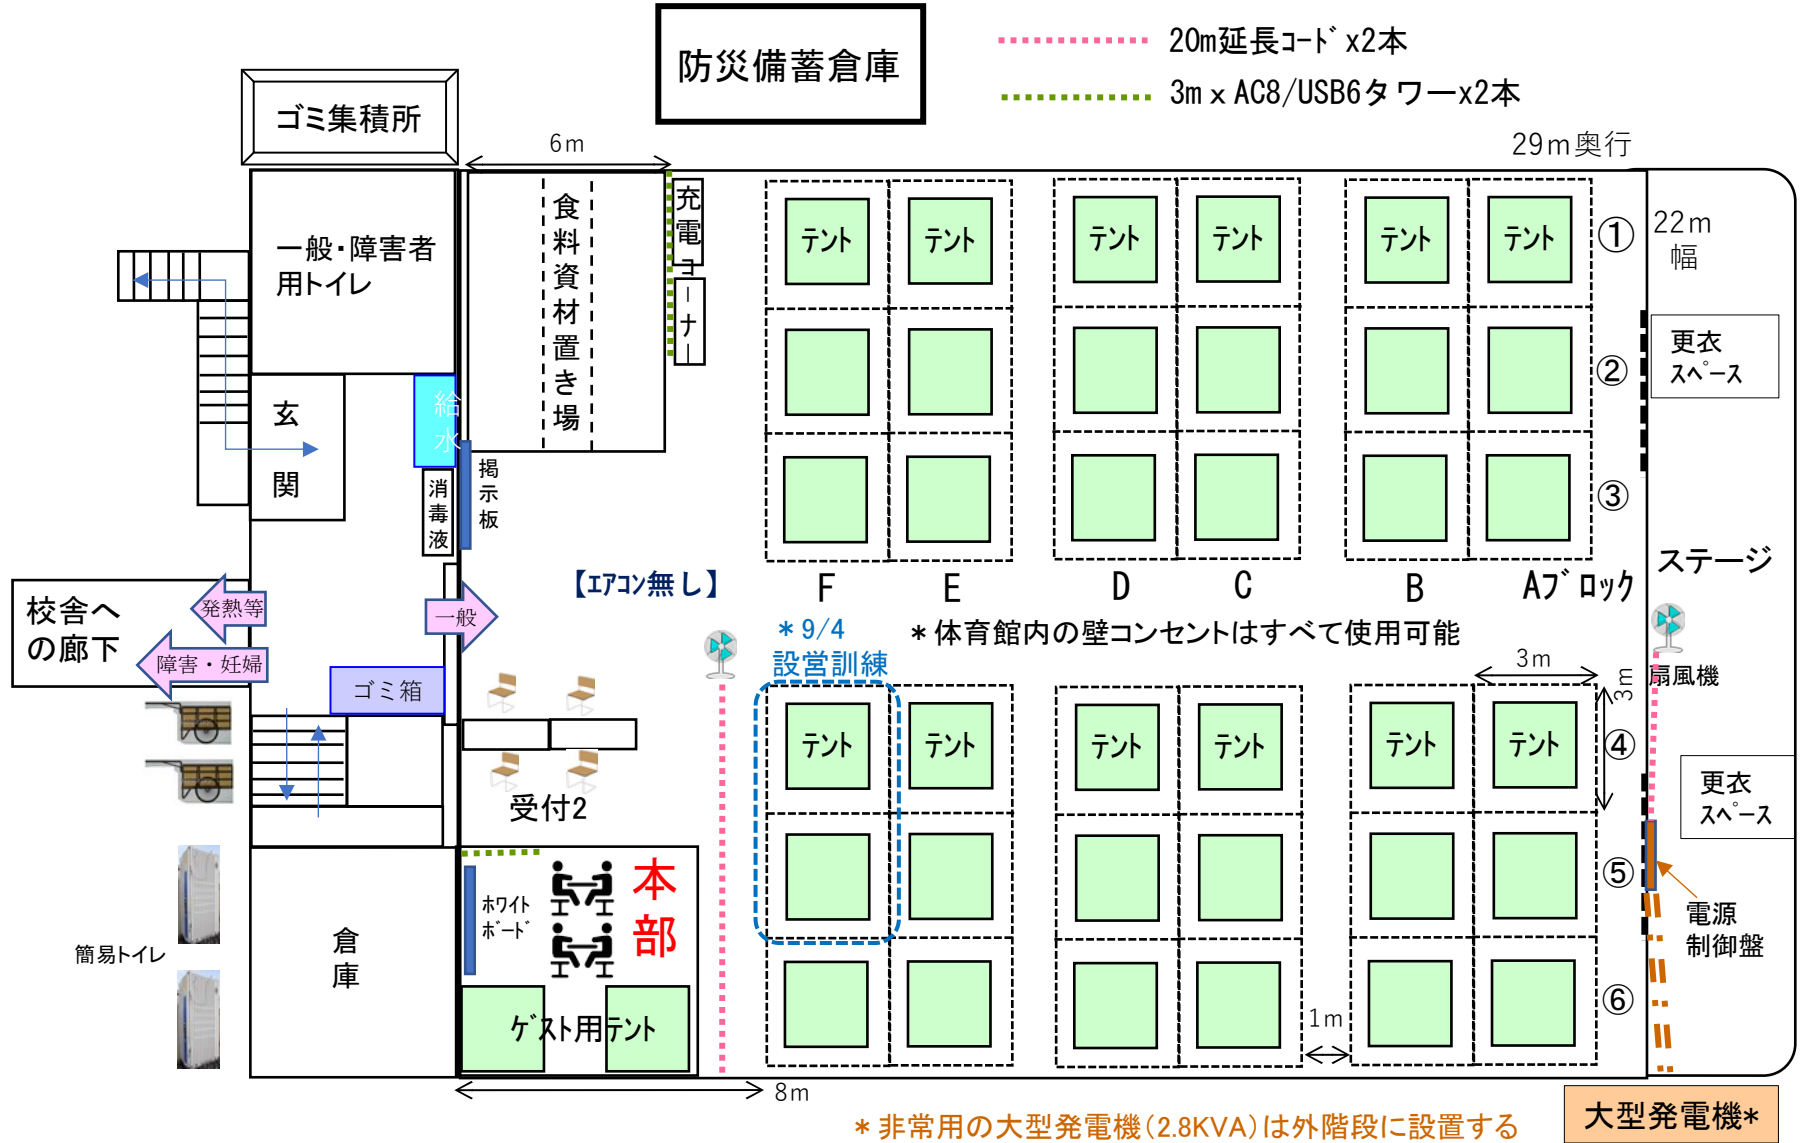 防災備蓄倉庫
20m延長ｺｰﾄﾞx2本
3m x AC8/USB6タワーx2本
ゴミ集積所
6m
29m奥行
一般・障害者
用トイレ
食料資材置き場
充電コーナー
テント
テント
テント
テント
テント
テント
①
22m
幅
②
更衣
ｽﾍﾟｰｽ
給水
玄関
掲示板
消毒液
③
ステージ
【ｴｱｺﾝ無し】
F
E
D
C
B
Aﾌﾞﾛｯｸ
校舎へ
の廊下
発熱等
一般
障害・妊婦
＊9/4
設営訓練
＊体育館内の壁コンセントはすべて使用可能
3m
3m
扇風機
ゴミ箱
テント
テント
テント
テント
テント
テント
④
更衣
ｽﾍﾟｰｽ
受付2
本部
ﾎﾜｲﾄ
ﾎﾞｰﾄﾞ
⑤
電源
制御盤
簡易トイレ
倉庫
ｹﾞｽﾄ用ﾃﾝﾄ
⑥
1m
8m
＊非常用の大型発電機（2.8KVA）は外階段に設置する
大型発電機*